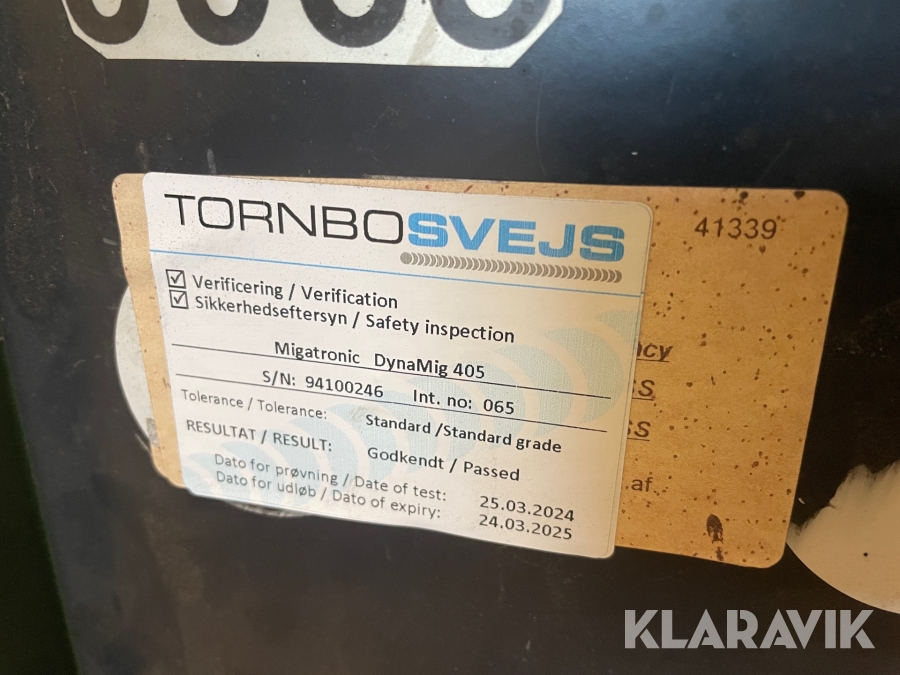 TORNBOSVEJS
41339
☑ Verificering / Verification
☑ Sikkerhedseftersyn / Safety inspection
Migatronic DynaMig 405
S/N: 94100246 Int. no: 065
Tolerance / Tolerance: Standard /Standard grade
RESULTAT / RESULT: Godkendt / Passed
Dato for prøvning / Date of test: 25.03.2024
Dato for udløb / Date of expiry: 24.03.2025
af
KLARAVIK